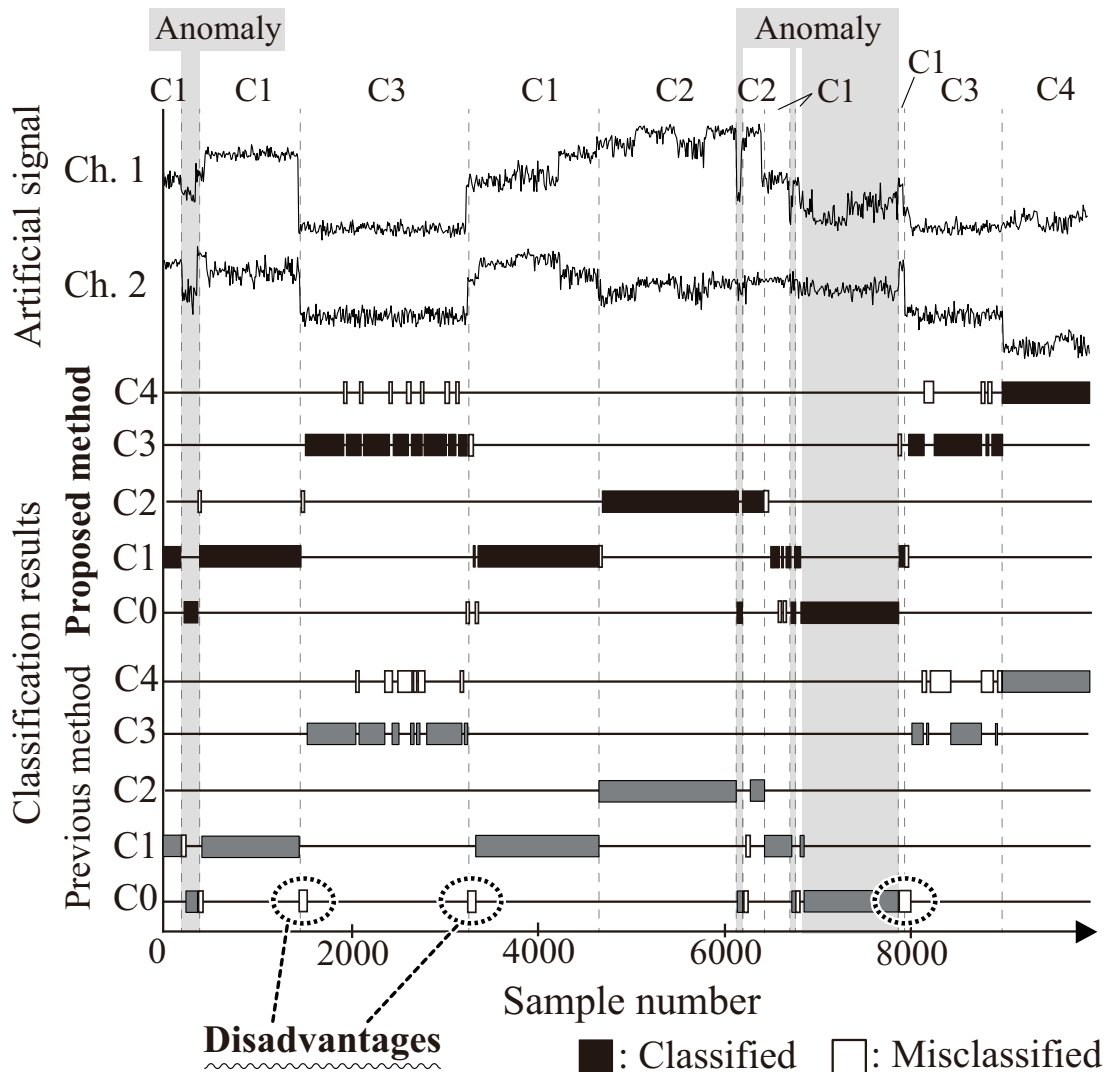 Anomaly Anomaly
C1 C1 C3 C1 C2 C2 C1 C1 C3 C4
Artificial signal
Ch. 1
Ch. 2
Classification results
Proposed method
C4
C3
C2
C1
C0
Previous method
C4
C3
C2
C1
C0
0 2000 4000 6000 8000
Sample number
Disadvantages
: Classified : Misclassified